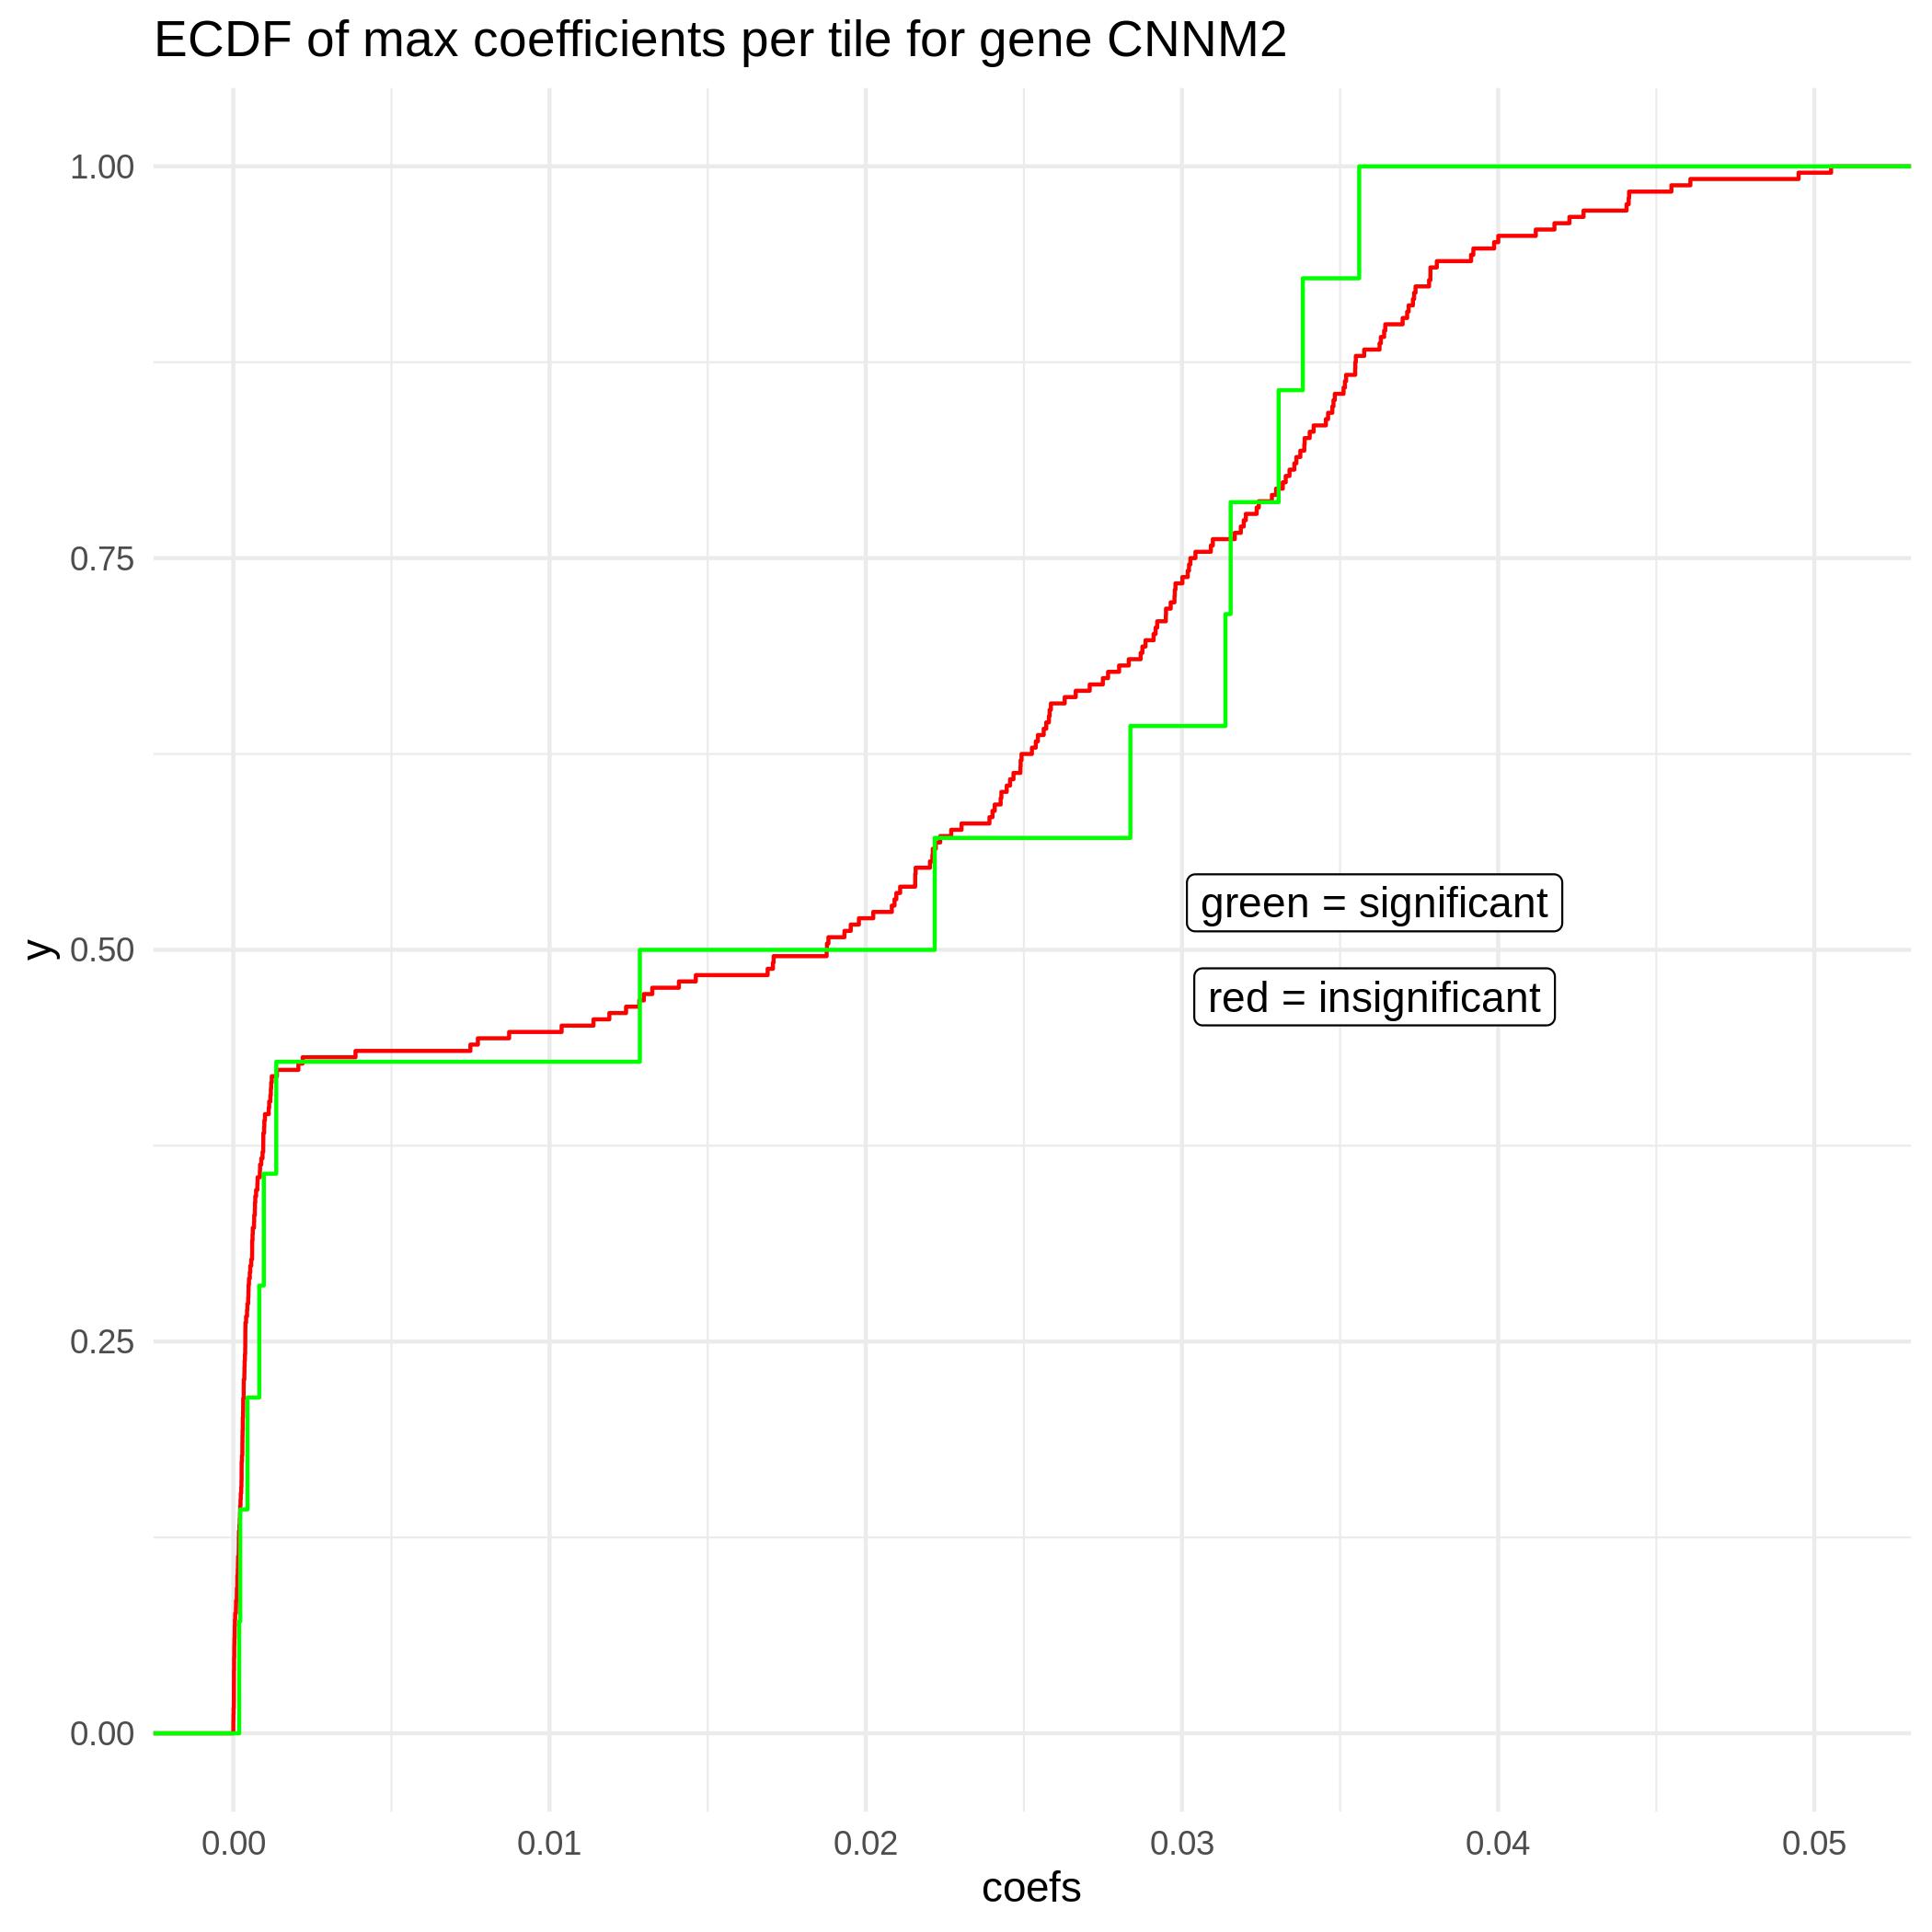 ECDF of max coefficients per tile for gene CNNM2
1.00
0.75
0.50
0.25
0.00
y
green = significant
red = insignificant
0.00 0.01 0.02 0.03 0.04 0.05
coefs